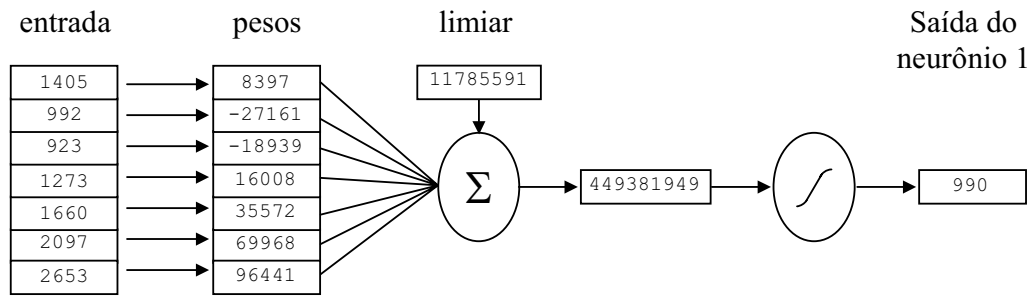 entrada pesos limiar Saída do
neurônio 1
1405 8397 11785591
992 -27161
923 -18939
1273 16008 Σ 449381949 990
1660 35572
2097 69968
2653 96441